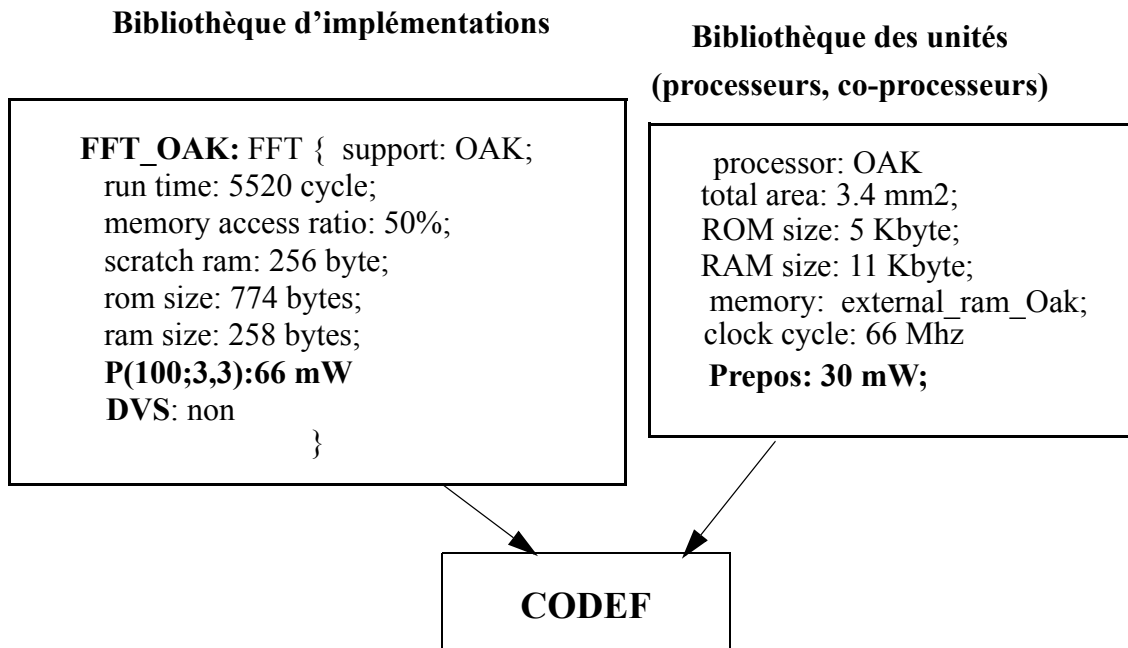 Bibliothèque d’implémentations
FFT_OAK: FFT { support: OAK;
run time: 5520 cycle;
memory access ratio: 50%;
scratch ram: 256 byte;
rom size: 774 bytes;
ram size: 258 bytes;
P(100;3,3):66 mW
DVS: non
}
Bibliothèque des unités
(processeurs, co-processeurs)
processor: OAK
total area: 3.4 mm2;
ROM size: 5 Kbyte;
RAM size: 11 Kbyte;
memory: external_ram_Oak;
clock cycle: 66 Mhz
Prepos: 30 mW;
CODEF